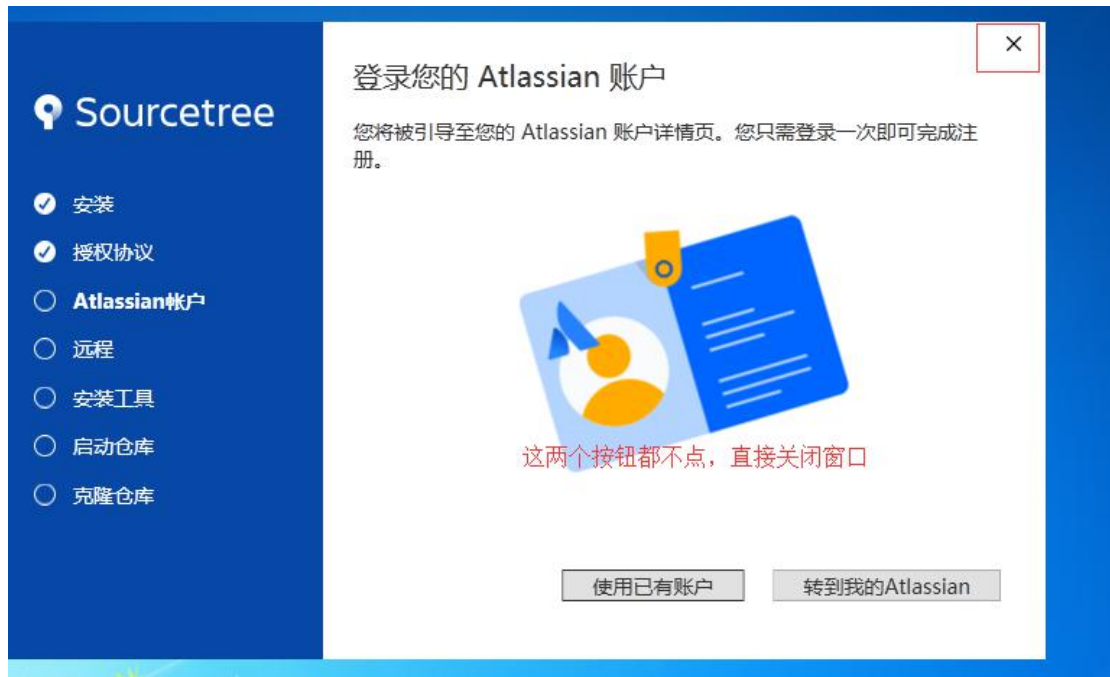 Sourcetree
安装
授权协议
Atlassian帐户
远程
安装工具
启动仓库
克隆仓库
登录您的 Atlassian 账户
您将被引导至您的 Atlassian 账户详情页。您只需登录一次即可完成注
册。
这两个按钮都不点，直接关闭窗口
使用已有账户
转到我的Atlassian